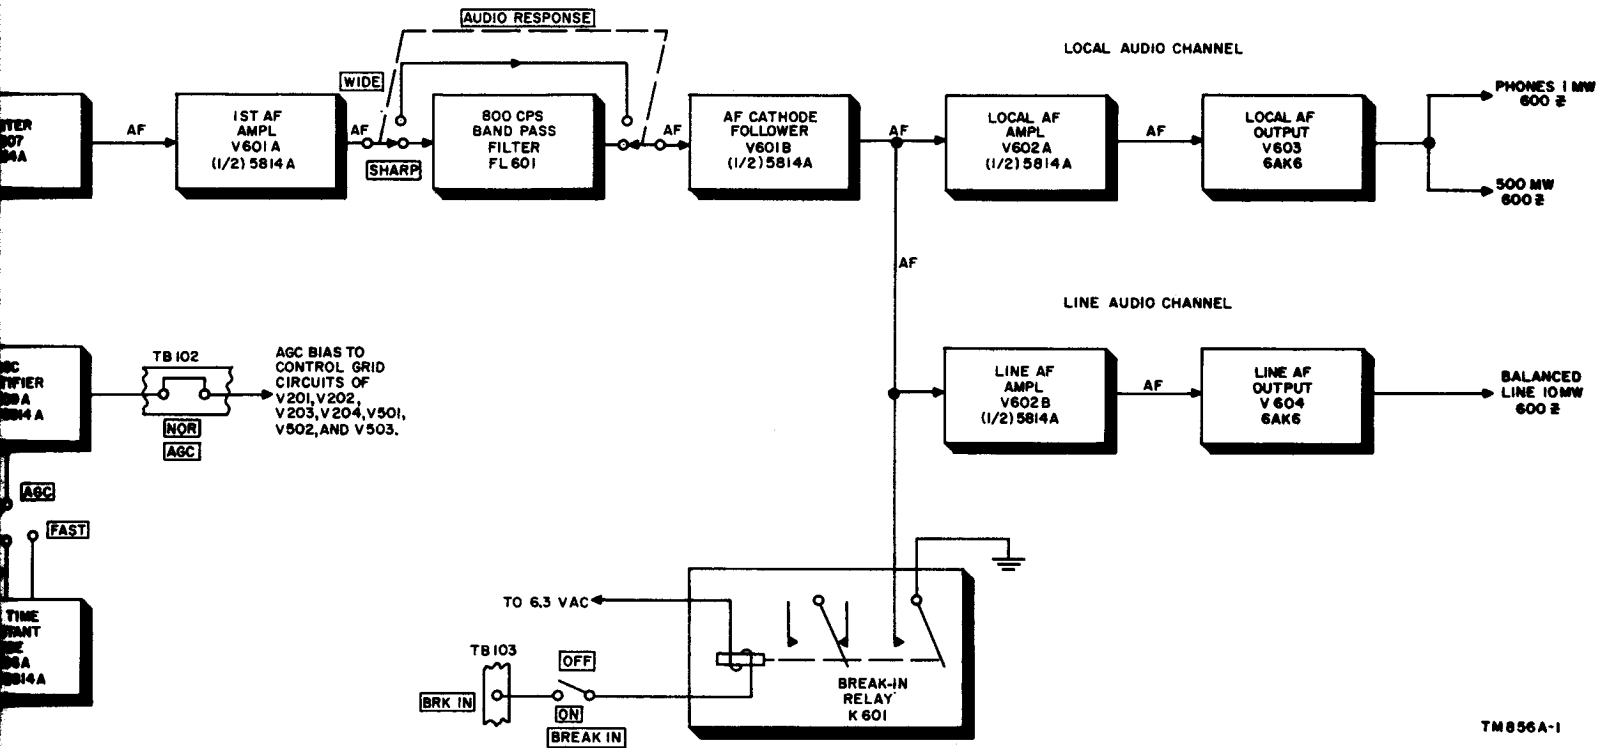 AUDIO RESPONSE
LOCAL AUDIO CHANNEL
WIDE
AF
1ST AF
AMPL
V601A
(1/2) 5814A
AF
SHARP
800 CPS
BAND PASS
FILTER
FL601
AF
AF CATHODE
FOLLOWER
V601B
(1/2) 5814A
AF
LOCAL AF
AMPL
V602A
(1/2) 5814A
AF
LOCAL AF
OUTPUT
V603
6AK6
PHONES 1 MW
600 Z
500 MW
600 Z
AF
LINE AUDIO CHANNEL
TB102
NOR
AGC
AGC BIAS TO
CONTROL GRID
CIRCUITS OF
V201, V202,
V203, V204, V501,
V502, AND V503.
LINE AF
AMPL
V602B
(1/2) 5814A
AF
LINE AF
OUTPUT
V604
6AK6
BALANCED
LINE 10MW
600 Z
AGC
FAST
TIME
TO 6.3 VAC
TB103
BRK IN
OFF
ON
BREAK IN
BREAK-IN
RELAY
K601
TM856A-1